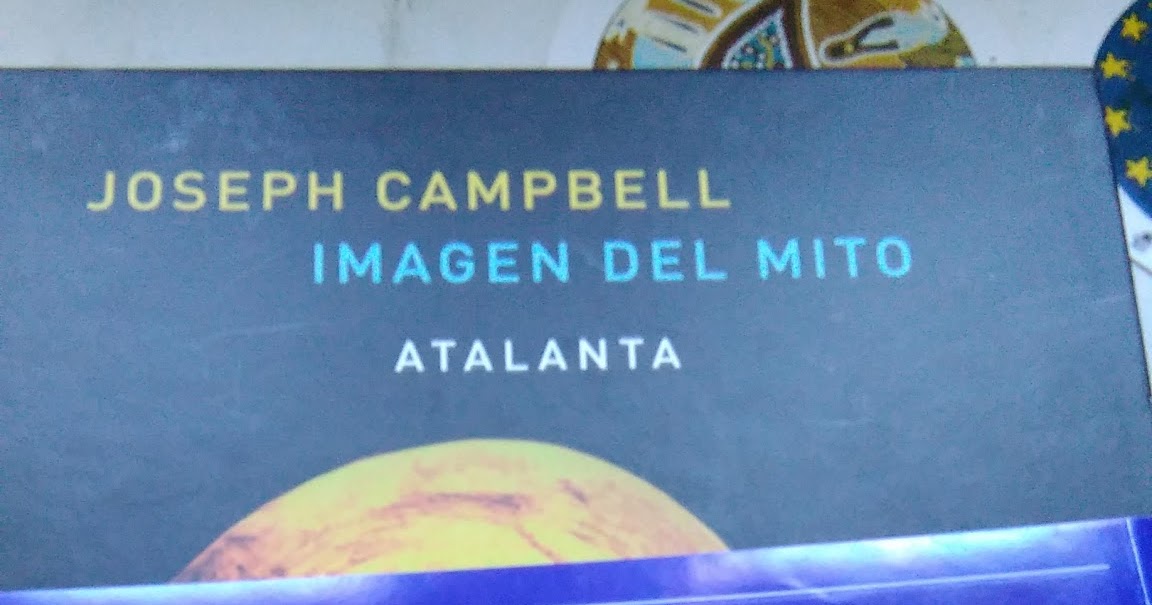 JOSEPH CAMPBELL
IMAGEN DEL MITO
ATALANTA